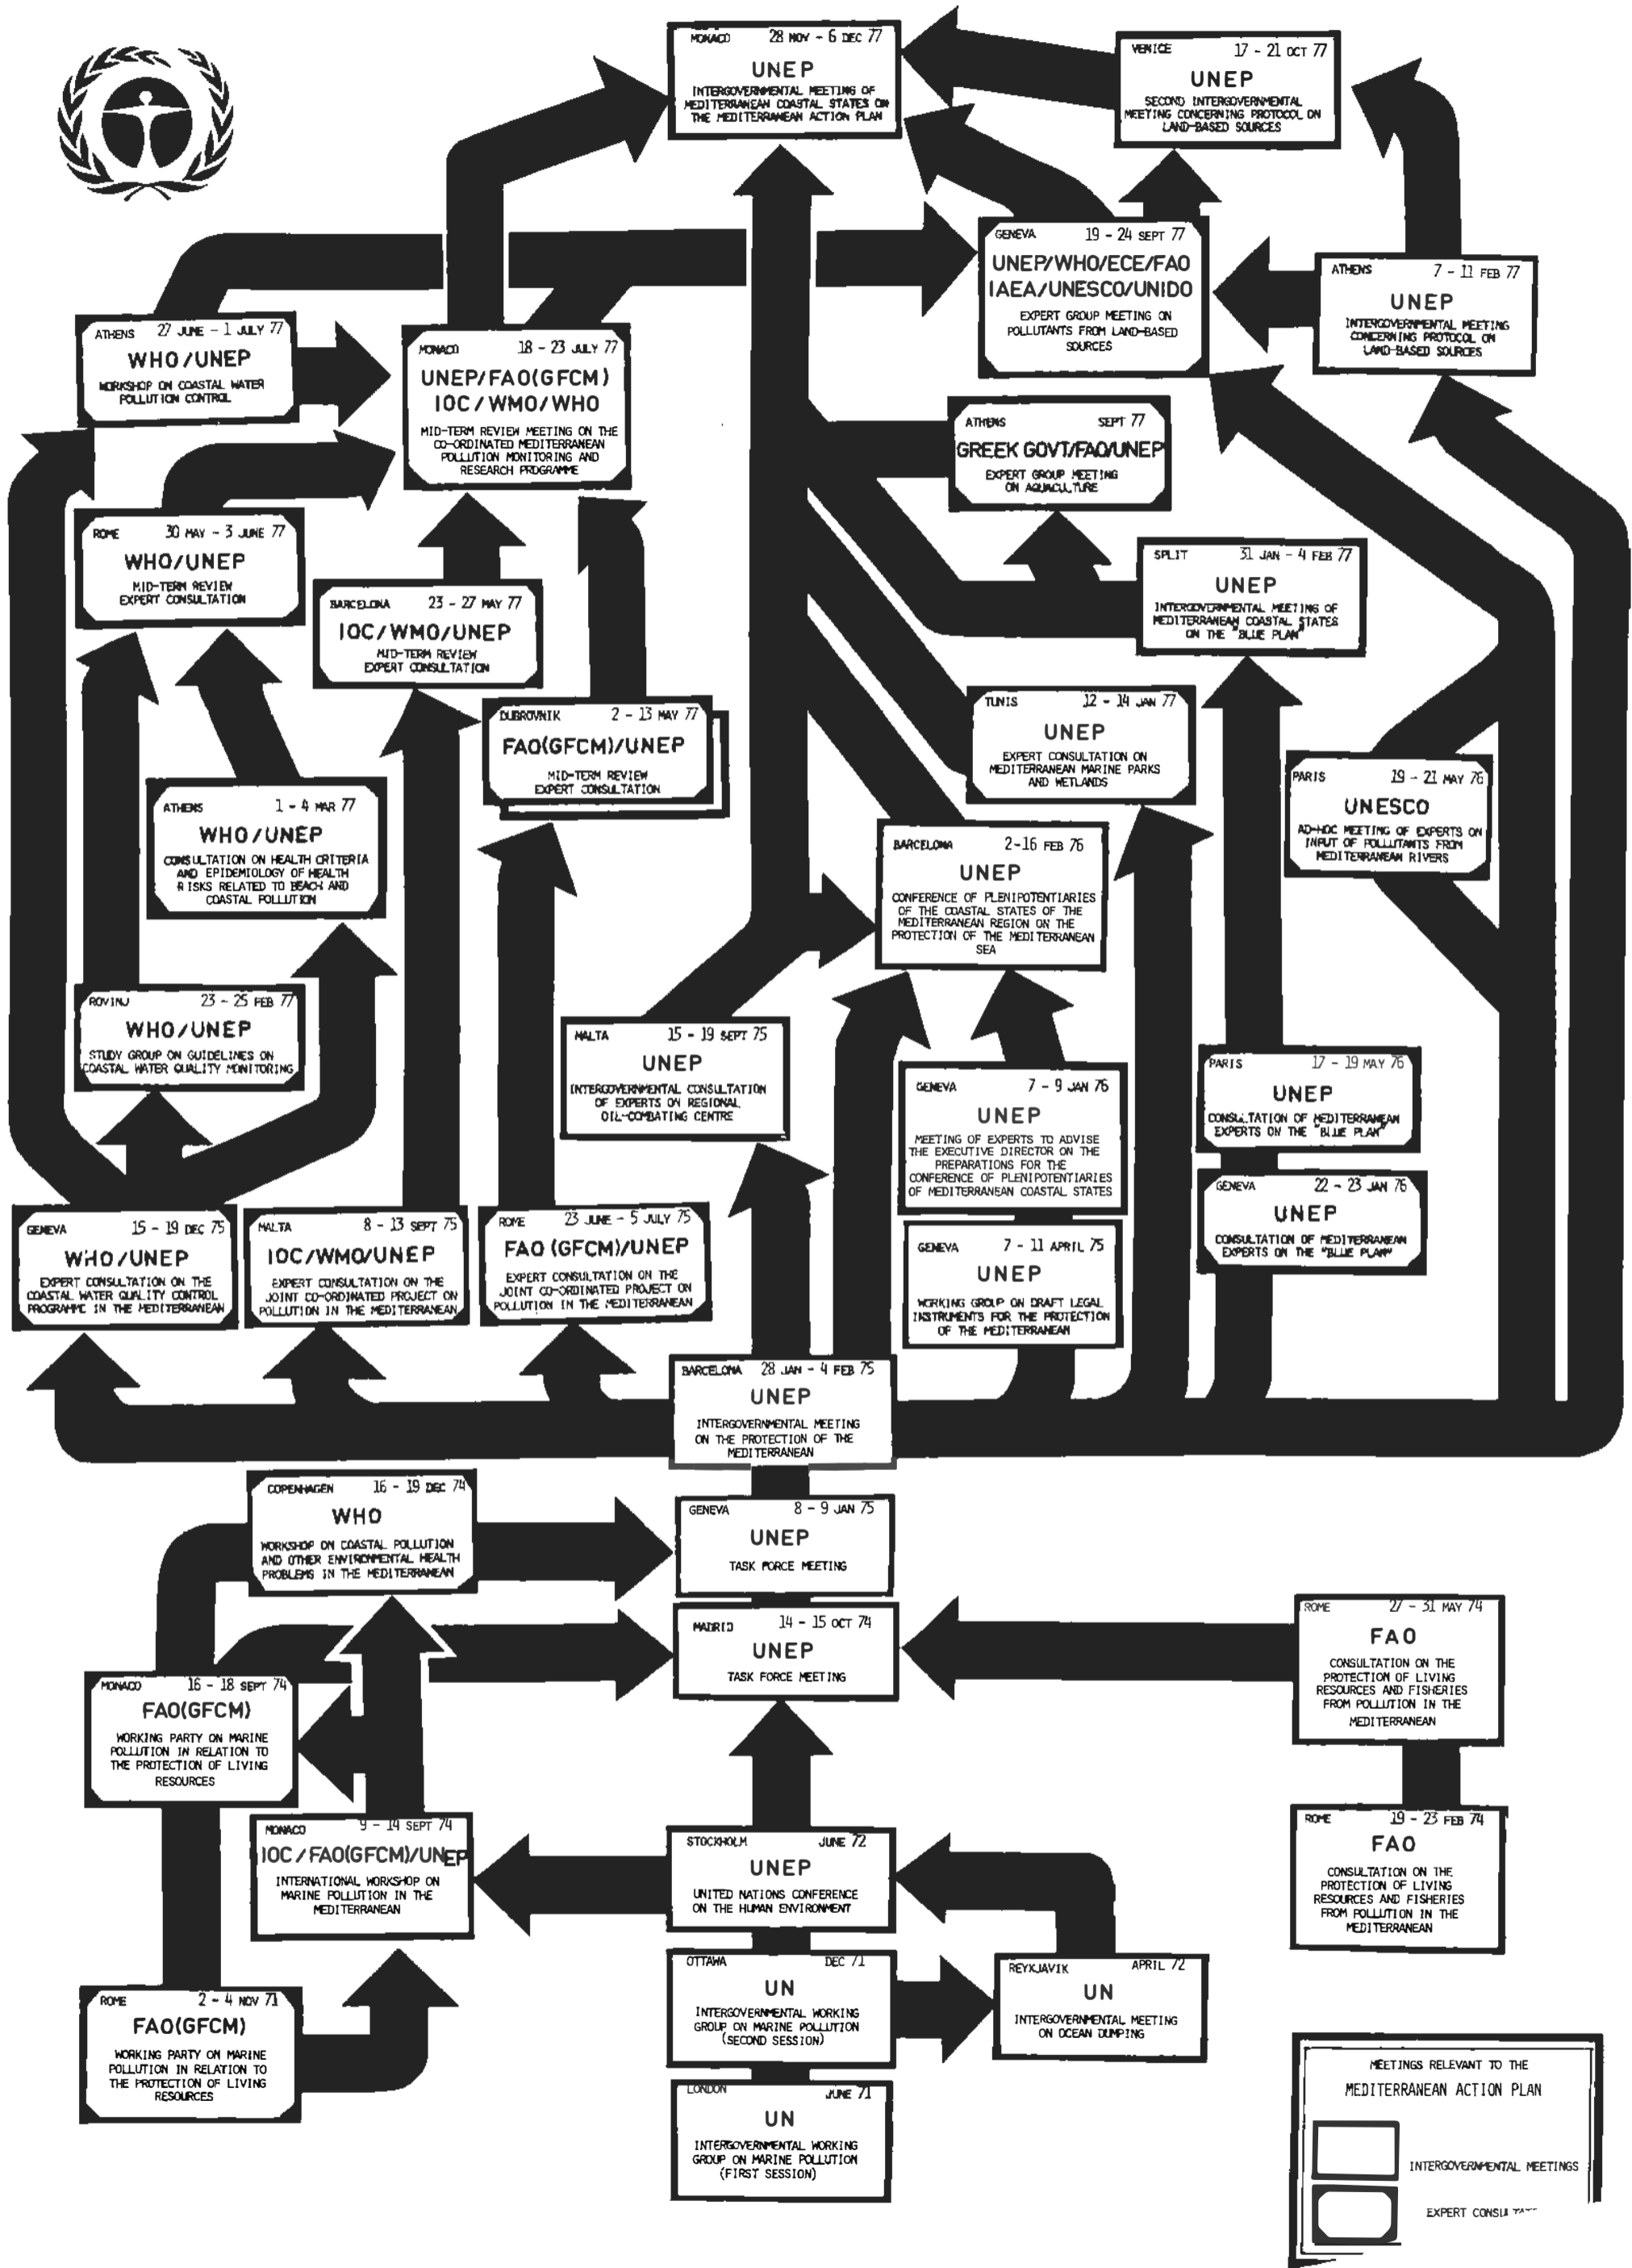 MONACO 28 NOV - 6 DEC 77
UNEP
INTERGOVERNMENTAL MEETING OF
MEDITERRANEAN COASTAL STATES ON
THE MEDITERRANEAN ACTION PLAN
VENICE 17 - 21 OCT 77
UNEP
SECOND INTERGOVERNMENTAL
MEETING CONCERNING PROTOCOL ON
LAND-BASED SOURCES
GENEVA 19 - 24 SEPT 77
UNEP/WHO/ECE/FAO
IAEA/UNESCO/UNIDO
EXPERT GROUP MEETING ON
POLLUTANTS FROM LAND-BASED
SOURCES
ATHENS 7 - 11 FEB 77
UNEP
INTERGOVERNMENTAL MEETING
CONCERNING PROTOCOL ON
LAND-BASED SOURCES
ATHENS 27 JUNE - 1 JULY 77
WHO/UNEP
WORKSHOP ON COASTAL WATER
POLLUTION CONTROL
MONACO 18 - 23 JULY 77
UNEP/FAO(GFCM)
IOC/WMO/WHO
MID-TERM REVIEW MEETING ON THE
CO-ORDINATED MEDITERRANEAN
POLLUTION MONITORING AND
RESEARCH PROGRAMME
ATHENS SEPT 77
GREEK GOVT/FAO/UNEP
EXPERT GROUP MEETING
ON AQUACULTURE
ROME 30 MAY - 3 JUNE 77
WHO/UNEP
MID-TERM REVIEW
EXPERT CONSULTATION
BARCELONA 23 - 27 MAY 77
IOC/WMO/UNEP
MID-TERM REVIEW
EXPERT CONSULTATION
SPLIT 31 JAN - 4 FEB 77
UNEP
INTERGOVERNMENTAL MEETING OF
MEDITERRANEAN COASTAL STATES
ON THE "BLUE PLAN"
DUBROVNIK 2 - 13 MAY 77
FAO(GFCM)/UNEP
MID-TERM REVIEW
EXPERT CONSULTATION
TUNIS 12 - 14 JAN 77
UNEP
EXPERT CONSULTATION ON
MEDITERRANEAN MARINE PARKS
AND WETLANDS
PARIS 19 - 21 MAY 76
UNESCO
AD-HOC MEETING OF EXPERTS ON
INPUT OF POLLUTANTS FROM
MEDITERRANEAN RIVERS
ATHENS 1 - 4 MAR 77
WHO/UNEP
CONSULTATION ON HEALTH CRITERIA
AND EPIDEMIOLOGY OF HEALTH
RISKS RELATED TO BEACH AND
COASTAL POLLUTION
BARCELONA 2-16 FEB 76
UNEP
CONFERENCE OF PLENIPOTENTIARIES
OF THE COASTAL STATES OF THE
MEDITERRANEAN REGION ON THE
PROTECTION OF THE MEDITERRANEAN
SEA
ROVINJ 23 - 25 FEB 77
WHO/UNEP
STUDY GROUP ON GUIDELINES ON
COASTAL WATER QUALITY MONITORING
MALTA 15 - 19 SEPT 75
UNEP
INTERGOVERNMENTAL CONSULTATION
OF EXPERTS ON REGIONAL
OIL-COMBATING CENTRE
GENEVA 7 - 9 JAN 76
UNEP
MEETING OF EXPERTS TO ADVISE
THE EXECUTIVE DIRECTOR ON THE
PREPARATIONS FOR THE
CONFERENCE OF PLENIPOTENTIARIES
OF MEDITERRANEAN COASTAL STATES
PARIS 17 - 19 MAY 76
UNEP
CONSULTATION OF MEDITERRANEAN
EXPERTS ON THE "BLUE PLAN"
GENEVA 22 - 23 JAN 76
UNEP
CONSULTATION OF MEDITERRANEAN
EXPERTS ON THE "BLUE PLAN"
GENEVA 15 - 19 DEC 75
WHO/UNEP
EXPERT CONSULTATION ON THE
COASTAL WATER QUALITY CONTROL
PROGRAMME IN THE MEDITERRANEAN
MALTA 8 - 13 SEPT 75
IOC/WMO/UNEP
EXPERT CONSULTATION ON THE
JOINT CO-ORDINATED PROJECT ON
POLLUTION IN THE MEDITERRANEAN
ROME 23 JUNE - 5 JULY 75
FAO (GFCM)/UNEP
EXPERT CONSULTATION ON THE
JOINT CO-ORDINATED PROJECT ON
POLLUTION IN THE MEDITERRANEAN
GENEVA 7 - 11 APRIL 75
UNEP
WORKING GROUP ON DRAFT LEGAL
INSTRUMENTS FOR THE PROTECTION
OF THE MEDITERRANEAN
BARCELONA 28 JAN - 4 FEB 75
UNEP
INTERGOVERNMENTAL MEETING
ON THE PROTECTION OF THE
MEDITERRANEAN
COPENHAGEN 16 - 19 DEC 74
WHO
WORKSHOP ON COASTAL POLLUTION
AND OTHER ENVIRONMENTAL HEALTH
PROBLEMS IN THE MEDITERRANEAN
GENEVA 8 - 9 JAN 75
UNEP
TASK FORCE MEETING
MADRID 14 - 15 OCT 74
UNEP
TASK FORCE MEETING
ROME 27 - 31 MAY 74
FAO
CONSULTATION ON THE
PROTECTION OF LIVING
RESOURCES AND FISHERIES
FROM POLLUTION IN THE
MEDITERRANEAN
MONACO 16 - 18 SEPT 74
FAO(GFCM)
WORKING PARTY ON MARINE
POLLUTION IN RELATION TO
THE PROTECTION OF LIVING
RESOURCES
MONACO 9 - 14 SEPT 74
IOC/FAO(GFCM)/UNEP
INTERNATIONAL WORKSHOP ON
MARINE POLLUTION IN THE
MEDITERRANEAN
STOCKHOLM JUNE 72
UNEP
UNITED NATIONS CONFERENCE
ON THE HUMAN ENVIRONMENT
ROME 19 - 23 FEB 74
FAO
CONSULTATION ON THE
PROTECTION OF LIVING
RESOURCES AND FISHERIES
FROM POLLUTION IN THE
MEDITERRANEAN
OTTAWA DEC 71
UN
INTERGOVERNMENTAL WORKING
GROUP ON MARINE POLLUTION
(SECOND SESSION)
REYKJAVIK APRIL 72
UN
INTERGOVERNMENTAL MEETING
ON OCEAN DUMPING
ROME 2 - 4 NOV 71
FAO(GFCM)
WORKING PARTY ON MARINE
POLLUTION IN RELATION TO
THE PROTECTION OF LIVING
RESOURCES
LONDON JUNE 71
UN
INTERGOVERNMENTAL WORKING
GROUP ON MARINE POLLUTION
(FIRST SESSION)
MEETINGS RELEVANT TO THE
MEDITERRANEAN ACTION PLAN
INTERGOVERNMENTAL MEETINGS
EXPERT